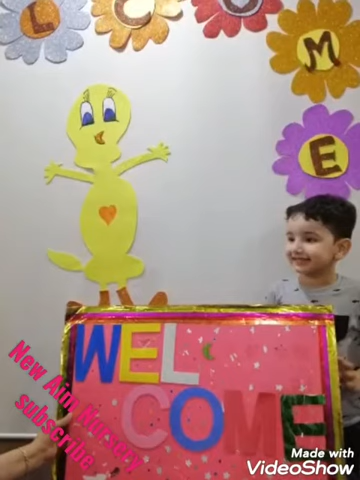 L C O M E
WEL
COME
New Aim Nursery
subscribe
Made with
VideoShow